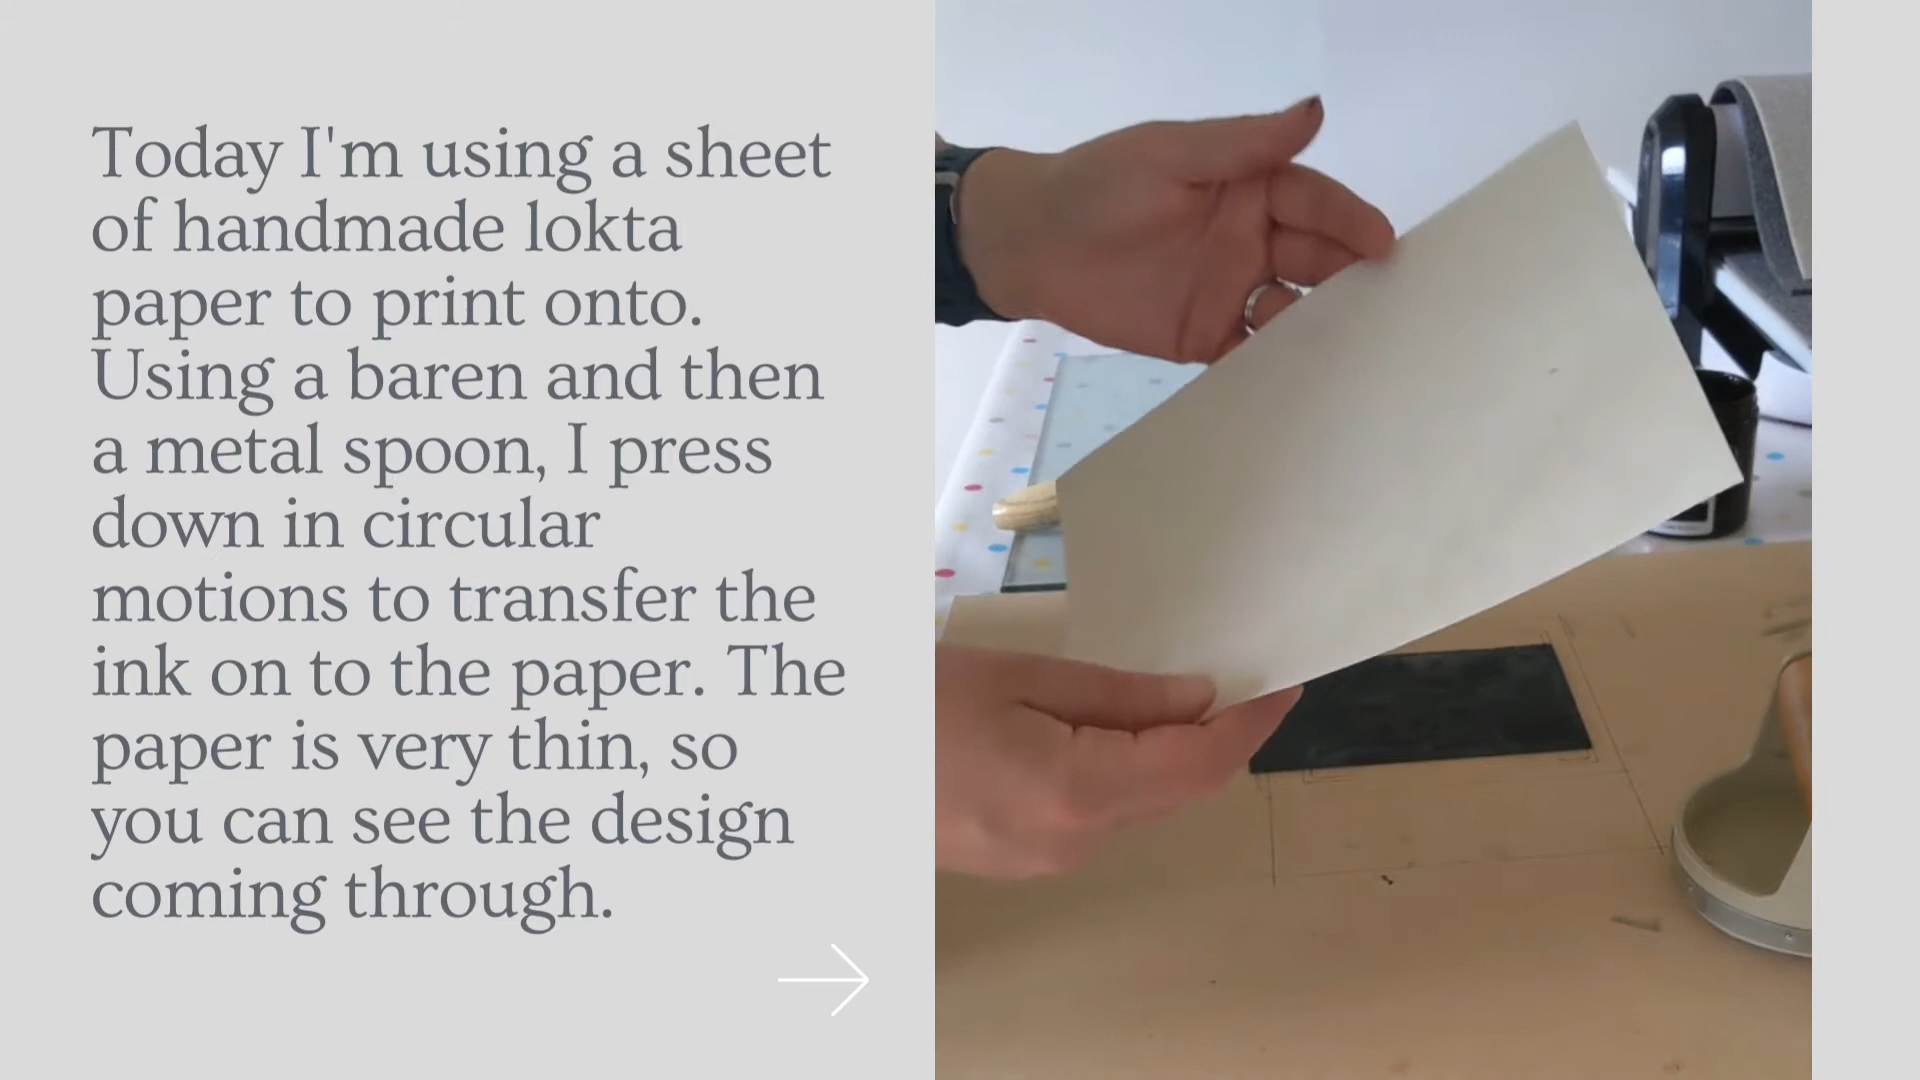 Today I'm using a sheet
of handmade lokta
paper to print onto.
Using a baren and then
a metal spoon, I press
down in circular
motions to transfer the
ink on to the paper. The
paper is very thin, so
you can see the design
coming through.